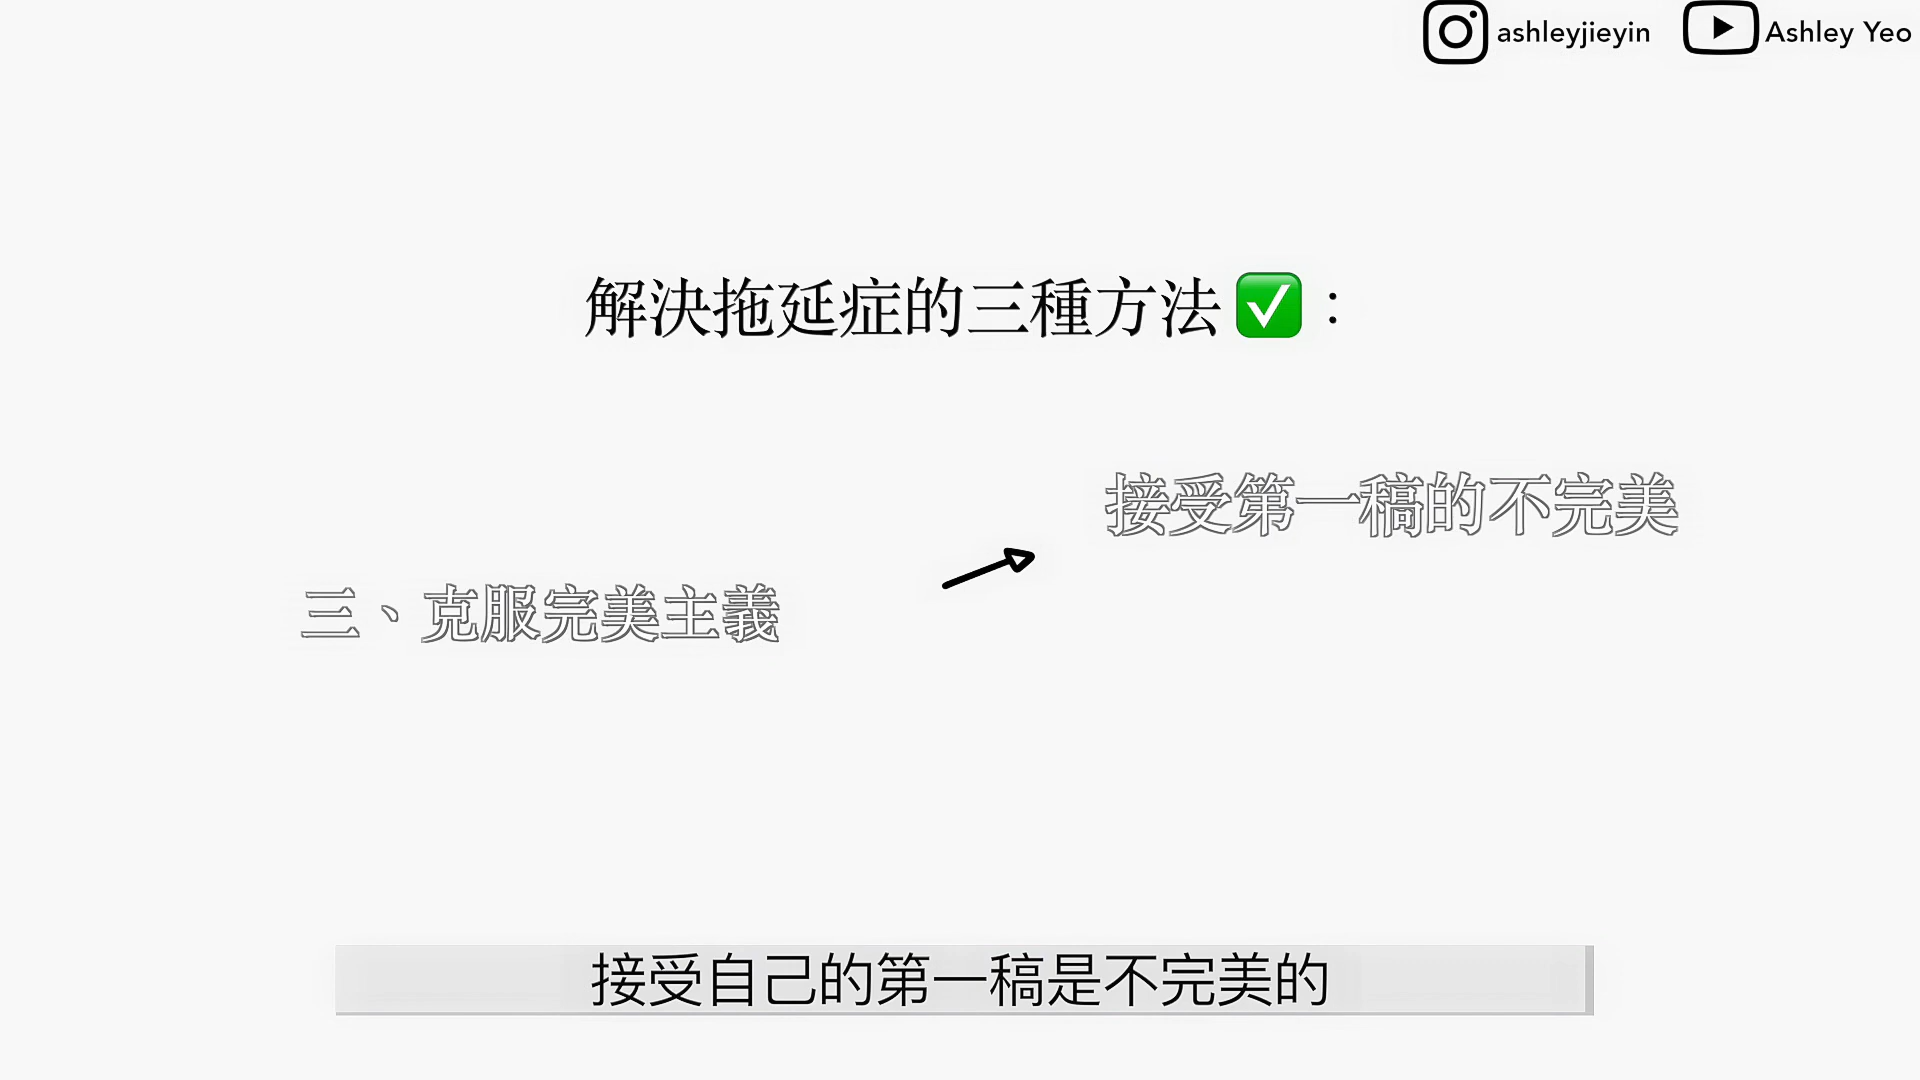 ashleyjieyin
Ashley Yeo
解決拖延症的三種方法✅：
接受第一稿的不完美
三、克服完美主義
接受自己的第一稿是不完美的